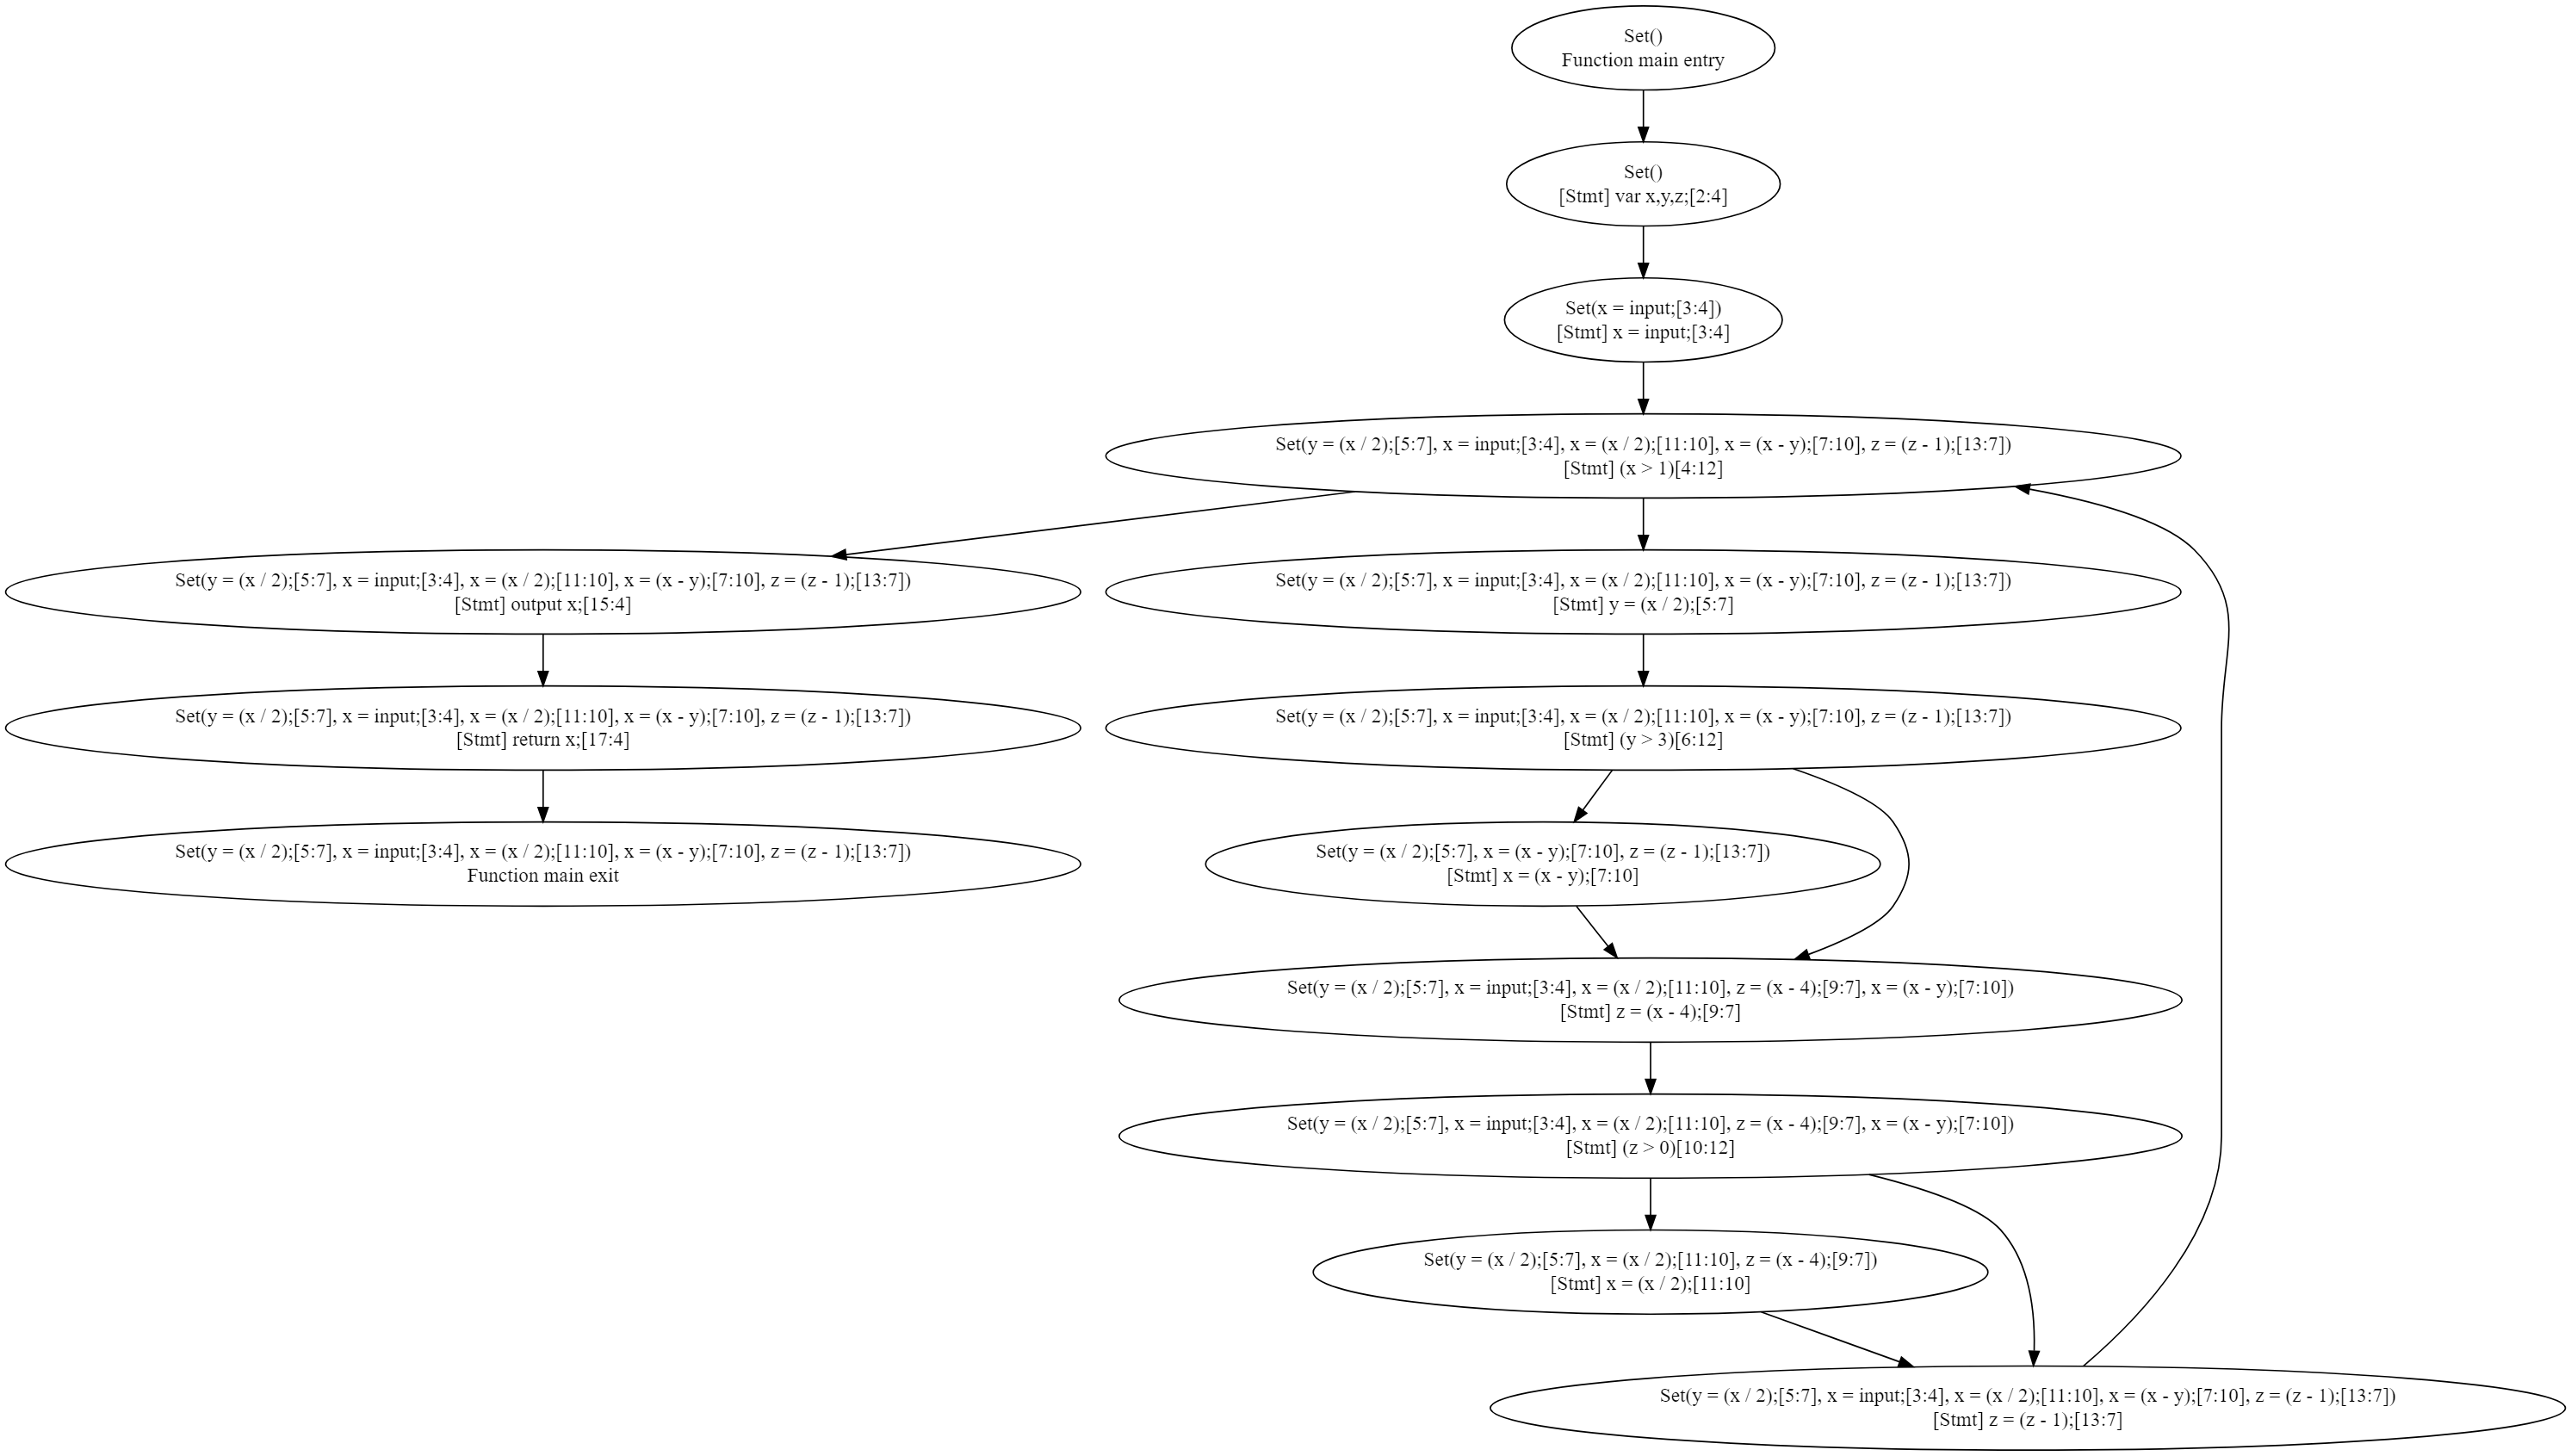 Set()
Function main entry
Set()
[Stmt] var x,y,z;[2:4]
Set(x = input;[3:4])
[Stmt] x = input;[3:4]
Set(y = (x / 2);[5:7], x = input;[3:4], x = (x / 2);[11:10], x = (x - y);[7:10], z = (z - 1);[13:7])
[Stmt] (x > 1)[4:12]
Set(y = (x / 2);[5:7], x = input;[3:4], x = (x / 2);[11:10], x = (x - y);[7:10], z = (z - 1);[13:7])
[Stmt] output x;[15:4]
Set(y = (x / 2);[5:7], x = input;[3:4], x = (x / 2);[11:10], x = (x - y);[7:10], z = (z - 1);[13:7])
[Stmt] y = (x / 2);[5:7]
Set(y = (x / 2);[5:7], x = input;[3:4], x = (x / 2);[11:10], x = (x - y);[7:10], z = (z - 1);[13:7])
[Stmt] return x;[17:4]
Set(y = (x / 2);[5:7], x = input;[3:4], x = (x / 2);[11:10], x = (x - y);[7:10], z = (z - 1);[13:7])
[Stmt] (y > 3)[6:12]
Set(y = (x / 2);[5:7], x = input;[3:4], x = (x / 2);[11:10], x = (x - y);[7:10], z = (z - 1);[13:7])
Function main exit
Set(y = (x / 2);[5:7], x = (x - y);[7:10], z = (z - 1);[13:7])
[Stmt] x = (x - y);[7:10]
Set(y = (x / 2);[5:7], x = input;[3:4], x = (x / 2);[11:10], z = (x - 4);[9:7], x = (x - y);[7:10])
[Stmt] z = (x - 4);[9:7]
Set(y = (x / 2);[5:7], x = input;[3:4], x = (x / 2);[11:10], z = (x - 4);[9:7], x = (x - y);[7:10])
[Stmt] (z > 0)[10:12]
Set(y = (x / 2);[5:7], x = (x / 2);[11:10], z = (x - 4);[9:7])
[Stmt] x = (x / 2);[11:10]
Set(y = (x / 2);[5:7], x = input;[3:4], x = (x / 2);[11:10], x = (x - y);[7:10], z = (z - 1);[13:7])
[Stmt] z = (z - 1);[13:7]